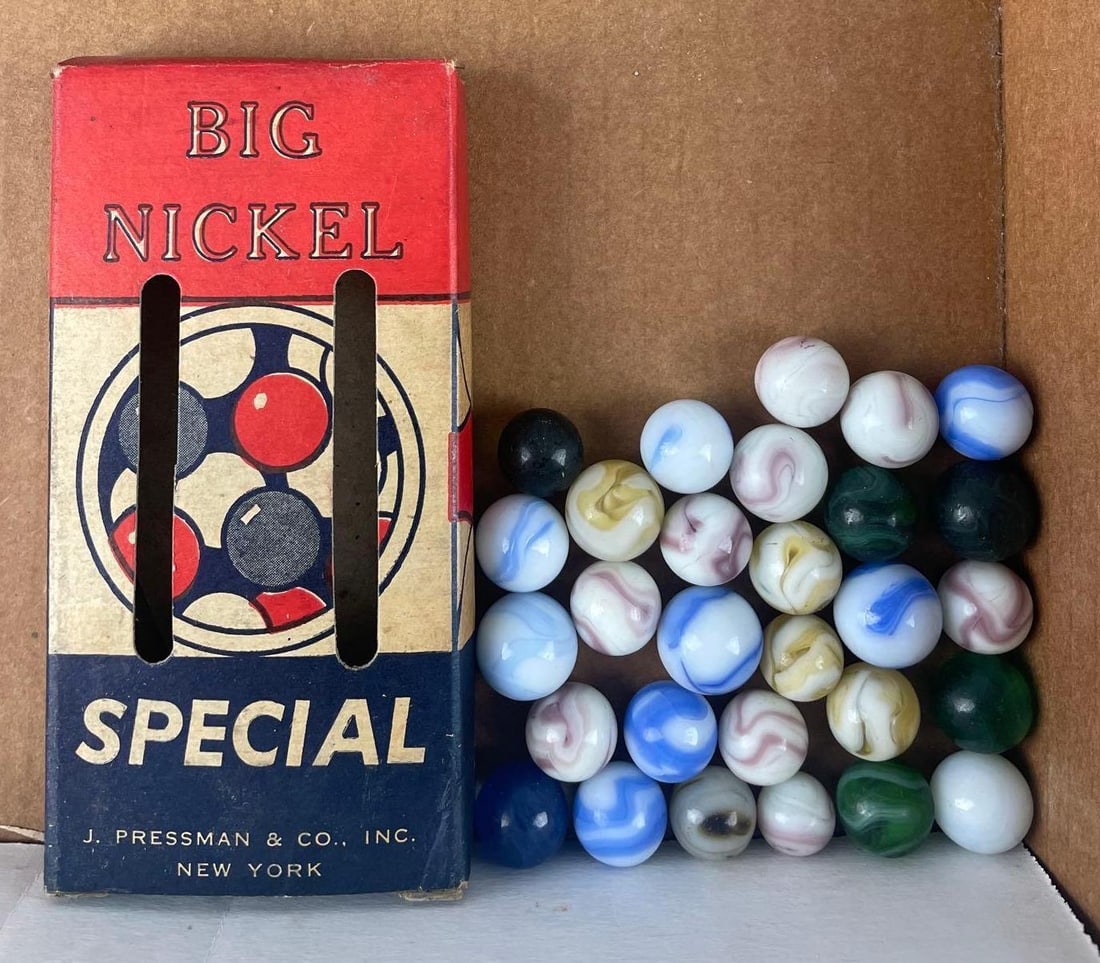 BIG
NICKEL
SPECIAL
J. PRESSMAN & CO., INC.
NEW YORK